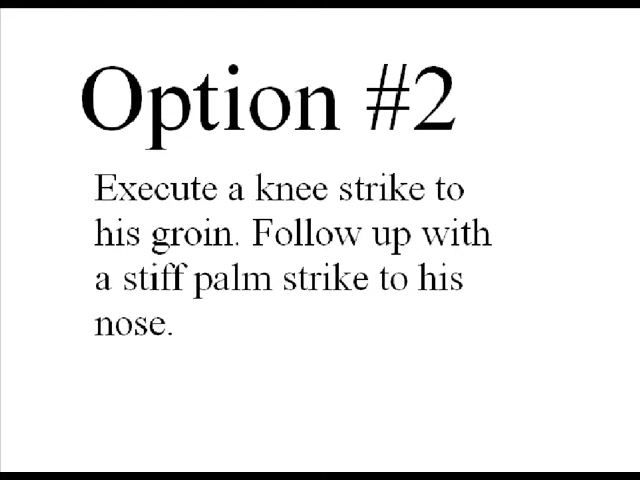 Option #2
Execute a knee strike to
his groin. Follow up with
a stiff palm strike to his
nose.